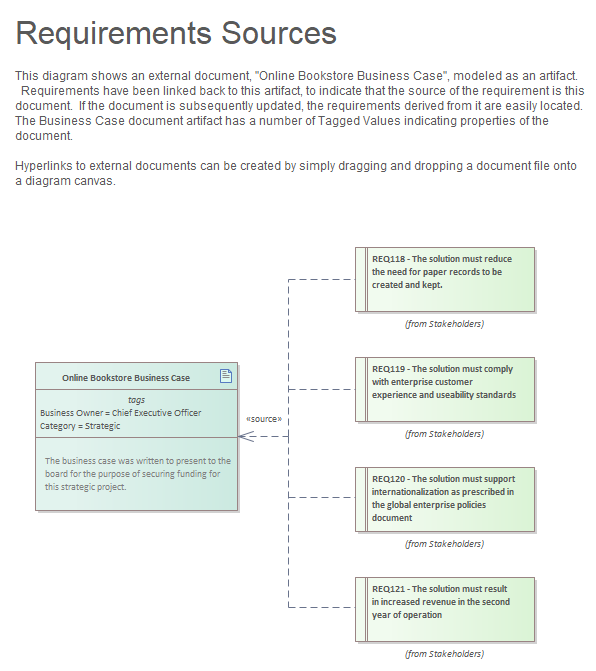 Requirements Sources
This diagram shows an external document, "Online Bookstore Business Case", modeled as an artifact.
Requirements have been linked back to this artifact, to indicate that the source of the requirement is this
document.  If the document is subsequently updated, the requirements derived from it are easily located.
The Business Case document artifact has a number of Tagged Values indicating properties of the
document.
Hyperlinks to external documents can be created by simply dragging and dropping a document file onto
a diagram canvas.
REQ118 - The solution must reduce
the need for paper records to be
created and kept.
(from Stakeholders)
REQ119 - The solution must comply
with enterprise customer
experience and useability standards
(from Stakeholders)
Online Bookstore Business Case
tags
Business Owner = Chief Executive Officer
Category = Strategic
The business case was written to present to the
board for the purpose of securing funding for
this strategic project.
«source»
REQ120 - The solution must support
internationalization as prescribed in
the global enterprise policies
document
(from Stakeholders)
REQ121 - The solution must result
in increased revenue in the second
year of operation
(from Stakeholders)